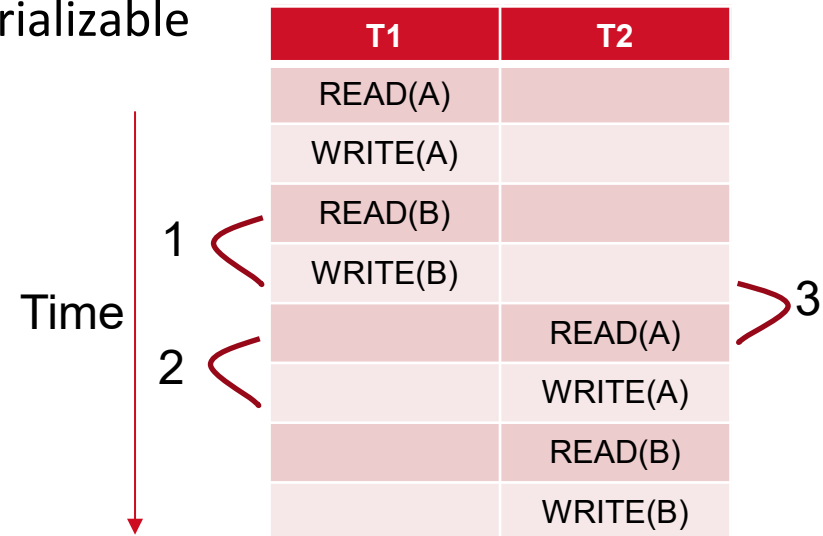 rializable
T1 T2
READ(A)
WRITE(A)
READ(B)
1
WRITE(B)
3
Time
READ(A)
2
WRITE(A)
READ(B)
WRITE(B)